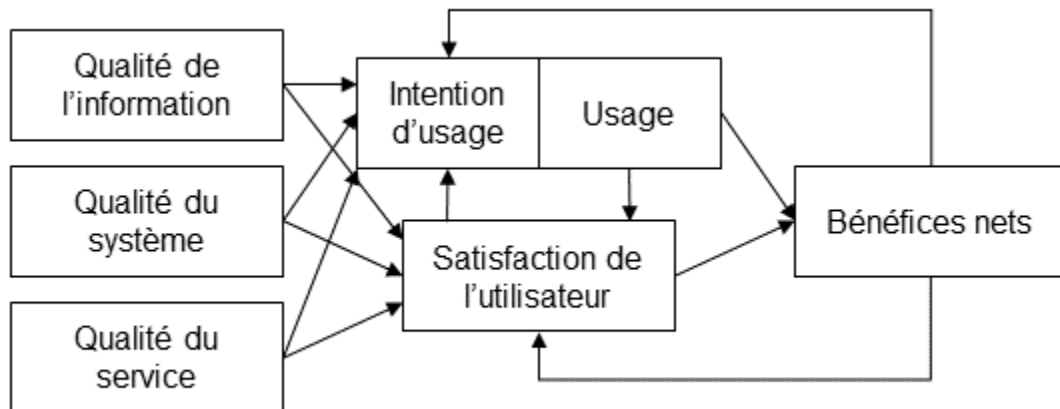 Qualité de
l’information
Intention
d’usage
Usage
Qualité du
système
Satisfaction de
l’utilisateur
Bénéfices nets
Qualité du
service